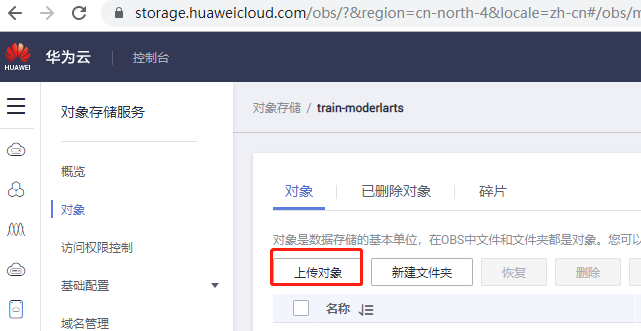 storage.huaweicloud.com/obs/?&region=cn-north-4&locale=zh-cn#/obs/m
HUAWEI
华为云
控制台
对象存储服务
对象存储 / train-moderlarts
概览
对象
访问权限控制
基础配置
域名管理
对象
已删除对象
碎片
对象是数据存储的基本单位，在OBS中文件和文件夹都是对象。您可以
上传对象
新建文件夹
恢复
删除
名称